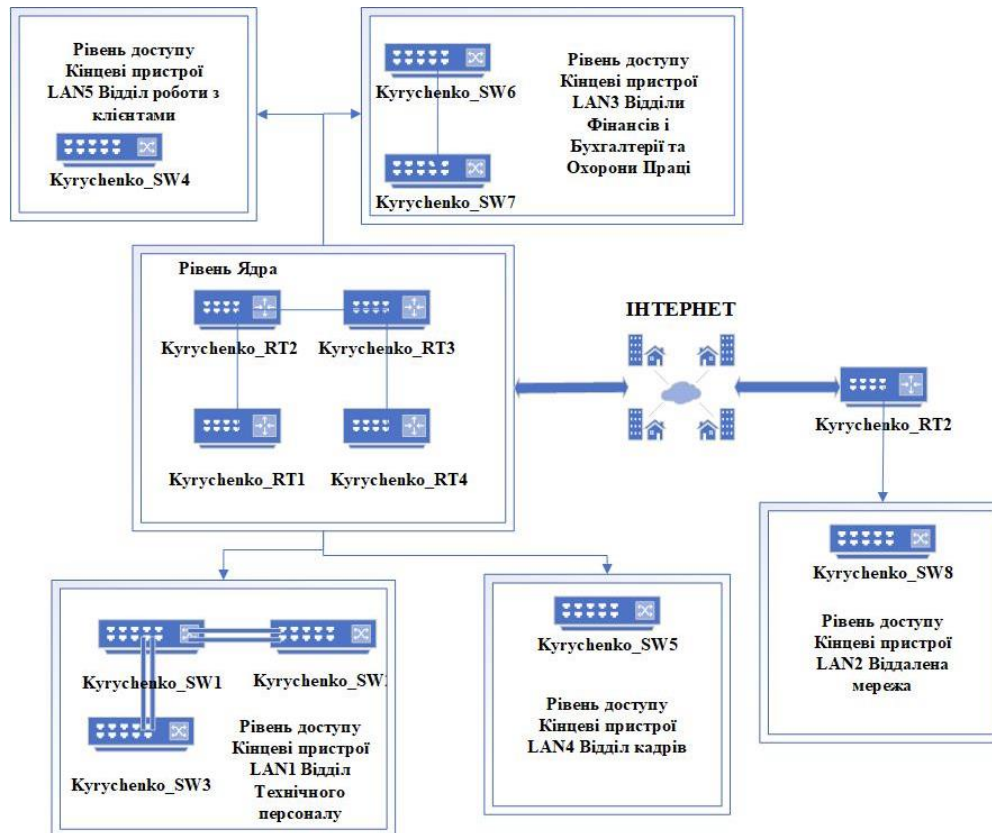 Рівень доступу
Кінцеві пристрої
LAN5 Відділ роботи з
клієнтами
Kyrychenko_SW4
Kyrychenko_SW6
Kyrychenko_SW7
Рівень доступу
Кінцеві пристрої
LAN3 Відділи
Фінансів і
Бухгалтерії та
Охорони Праці
Рівень Ядра
Kyrychenko_RT2
Kyrychenko_RT3
Kyrychenko_RT1
Kyrychenko_RT4
ІНТЕРНЕТ
Kyrychenko_RT2
Kyrychenko_SW8
Рівень доступу
Кінцеві пристрої
LAN2 Віддалена
мережа
Kyrychenko_SW1
Kyrychenko_SW3
Рівень доступу
Кінцеві пристрої
LAN1 Відділ
Технічного
персоналу
Kyrychenko_SW5
Рівень доступу
Кінцеві пристрої
LAN4 Відділ кадрів